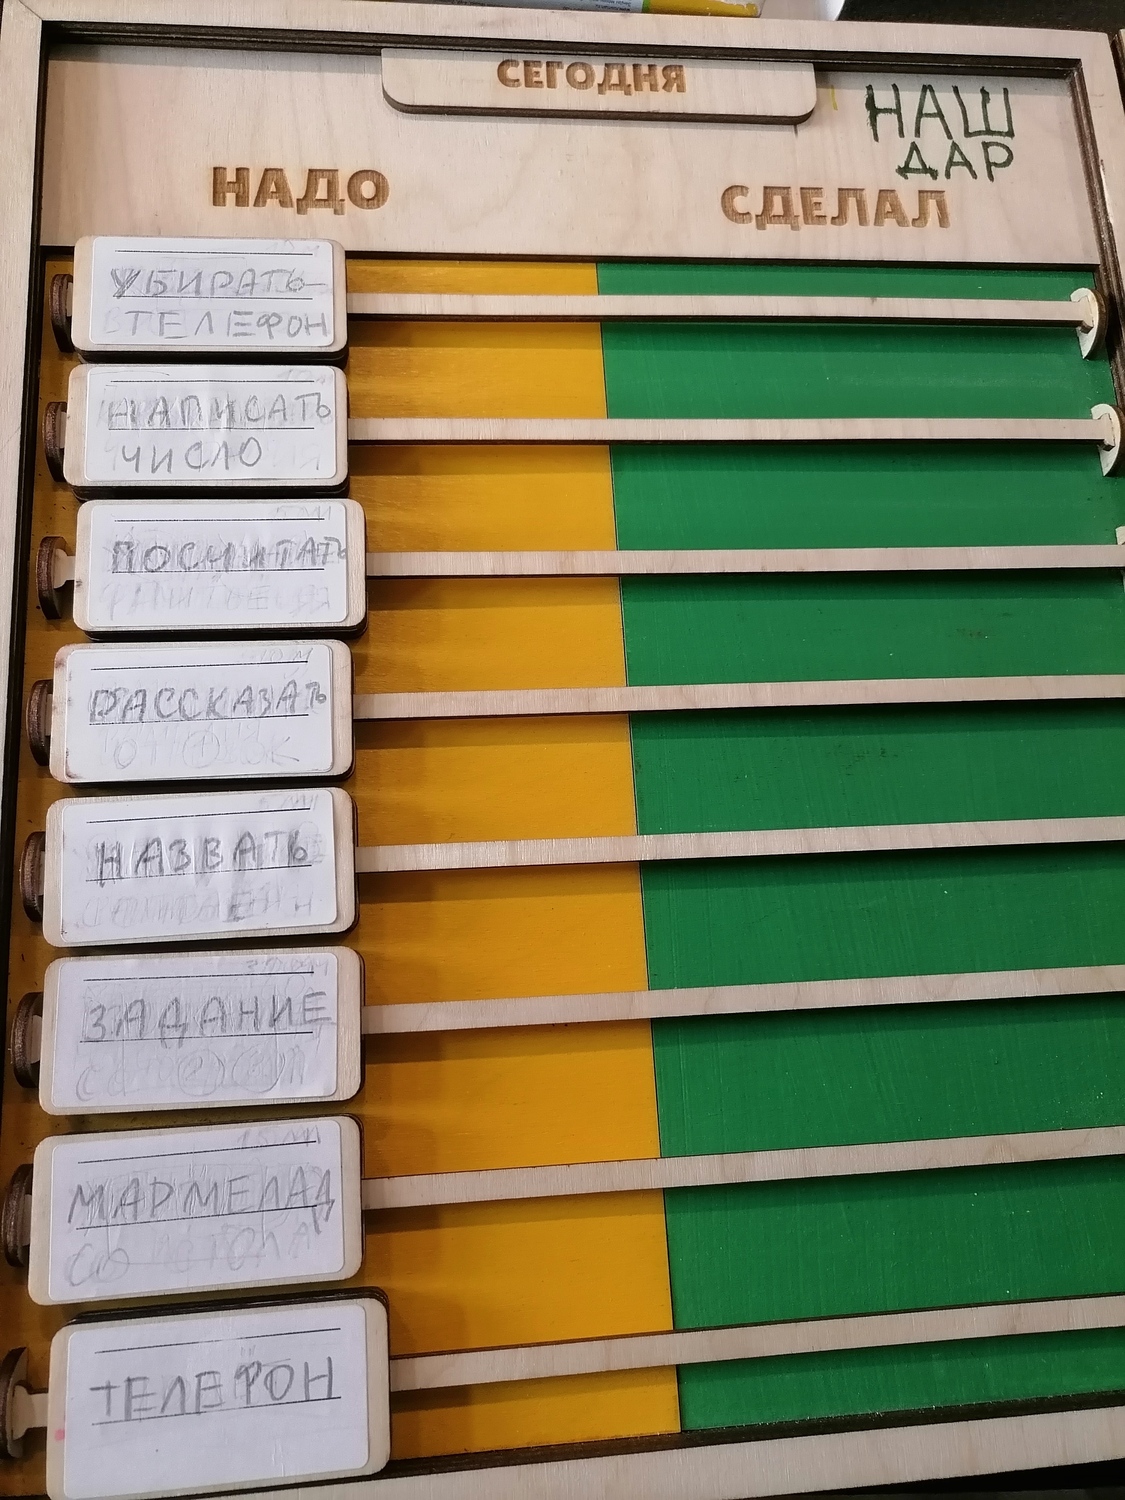 СЕГОДНЯ
НАШ
ДАР
НАДО
СДЕЛАЛ
УБИРАТЬ
ТЕЛЕФОН
НАПИСАТЬ
ЧИСЛО
ПОСЧИТАТЬ
РАССКАЗАТЬ
НАЗВАТЬ
ЗАДАНИЕ
МАРМЕЛАД
ТЕЛЕФОН